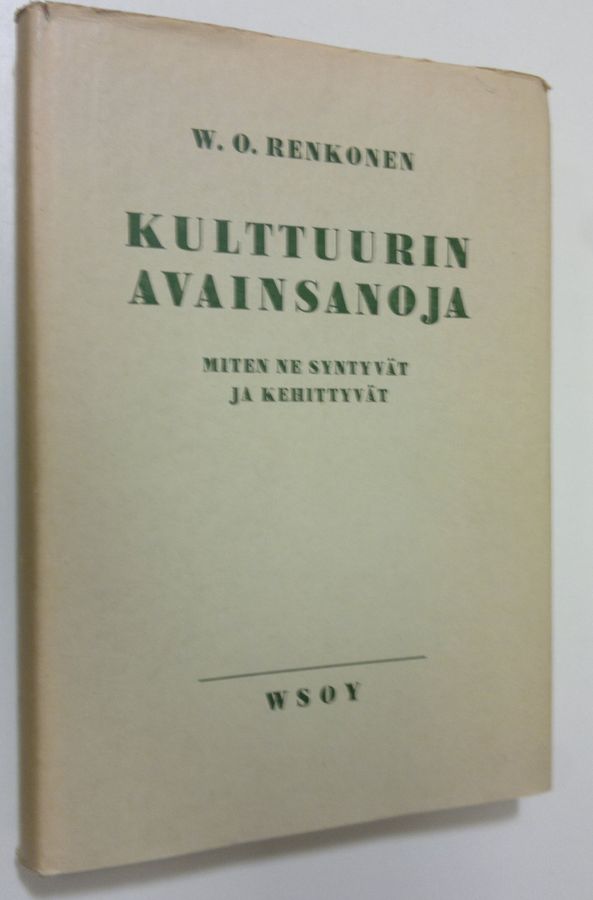 W. O. RENKONEN
KULTTUURIN
AVAINSANOJA
MITEN NE SYNTYVÄT
JA KEHITTYVÄT
WSOY